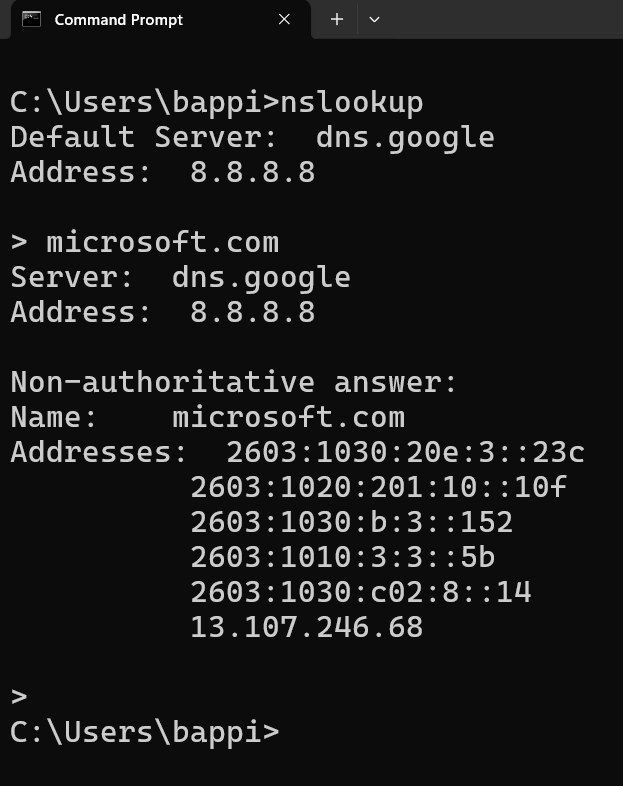 Command Prompt
C:\Users\bappi>nslookup
Default Server:  dns.google
Address:  8.8.8.8
> microsoft.com
Server:  dns.google
Address:  8.8.8.8
Non-authoritative answer:
Name:    microsoft.com
Addresses:  2603:1030:20e:3::23c
          2603:1020:201:10::10f
          2603:1030:b:3::152
          2603:1010:3:3::5b
          2603:1030:c02:8::14
          13.107.246.68
>
C:\Users\bappi>